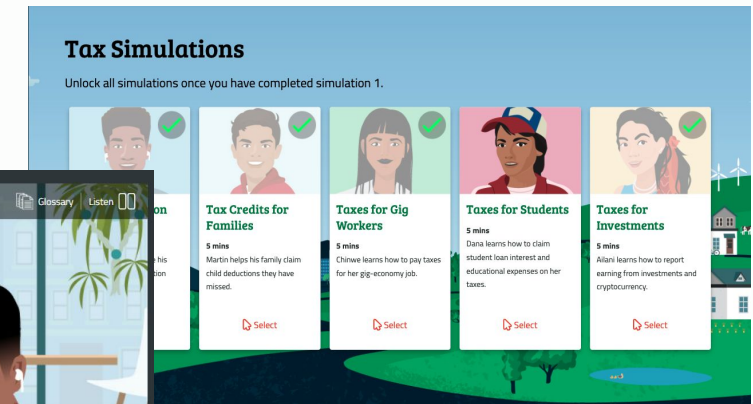 Tax Simulations
Unlock all simulations once you have completed simulation 1.
Glossary Listen
on
his
tion
Tax Credits for
Families
5 mins
Martin helps his family claim
child deductions they have
missed.
Select
Taxes for Gig
Workers
5 mins
Chinwe learns how to pay taxes
for her gig-economy job.
Select
Taxes for Students
5 mins
Dana learns how to claim
student loan interest and
educational expenses on her
taxes.
Select
Taxes for
Investments
5 mins
Ailani learns how to report
earning from investments and
cryptocurrency.
Select